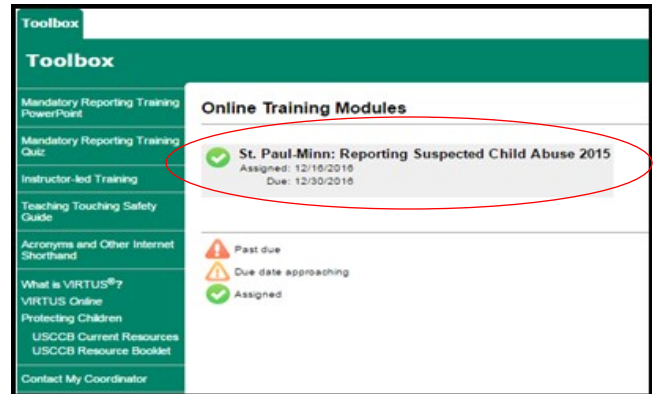 Toolbox
Toolbox
Mandatory Reporting Training
PowerPoint
Mandatory Reporting Training
Quiz
Instructor-led Training
Teaching Touching Safety
Guide
Acronyms and Other Internet
Shorthand
What is VIRTUS®?
VIRTUS Online
Protecting Children
USCCB Current Resources
USCCB Resource Booklet
Contact My Coordinator
Online Training Modules
St. Paul-Minn: Reporting Suspected Child Abuse 2015
Assigned: 12/16/2016
Due: 12/30/2016
Past due
Due date approaching
Assigned